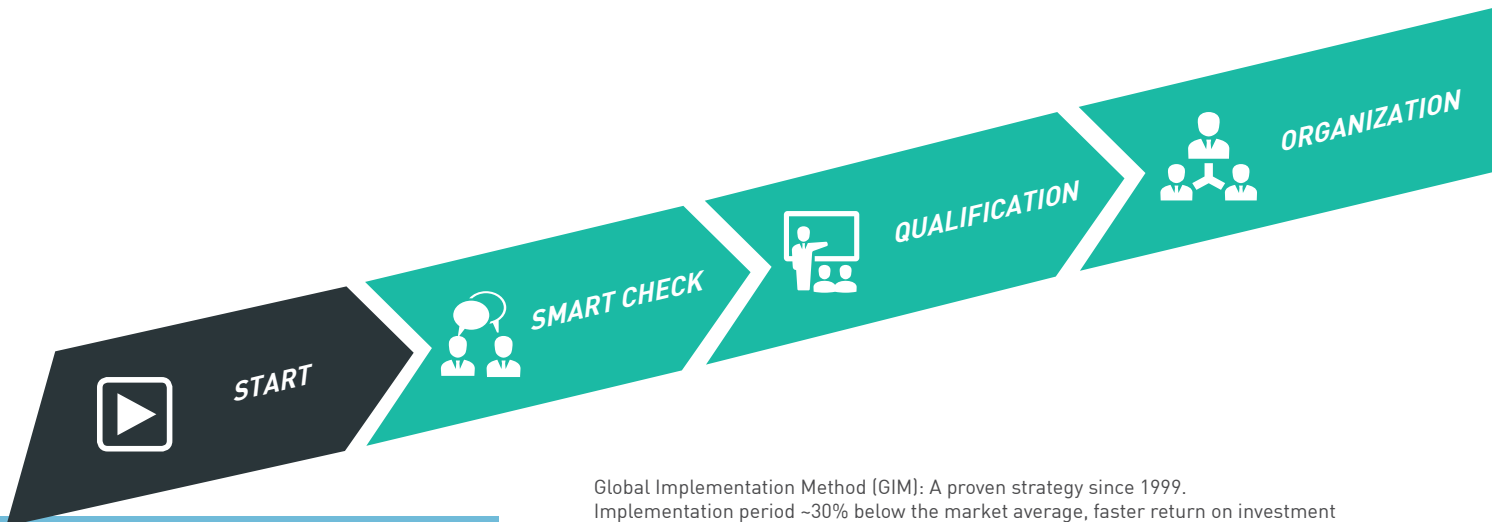 START
SMART CHECK
QUALIFICATION
ORGANIZATION
Global Implementation Method (GIM): A proven strategy since 1999.
Implementation period ~30% below the market average, faster return on investment